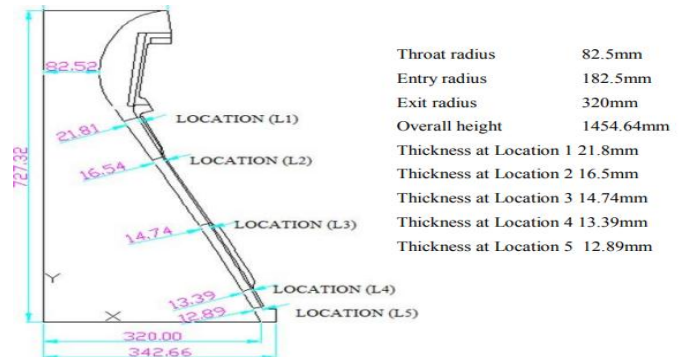 82.52
21.81
LOCATION (L1)
16.54
LOCATION (L2)
727.32
14.74
LOCATION (L3)
Y
13.39
LOCATION (L4)
X
12.89
LOCATION (L5)
320.00
342.66
Throat radius 82.5mm
Entry radius 182.5mm
Exit radius 320mm
Overall height 1454.64mm
Thickness at Location 1 21.8mm
Thickness at Location 2 16.5mm
Thickness at Location 3 14.74mm
Thickness at Location 4 13.39mm
Thickness at Location 5 12.89mm